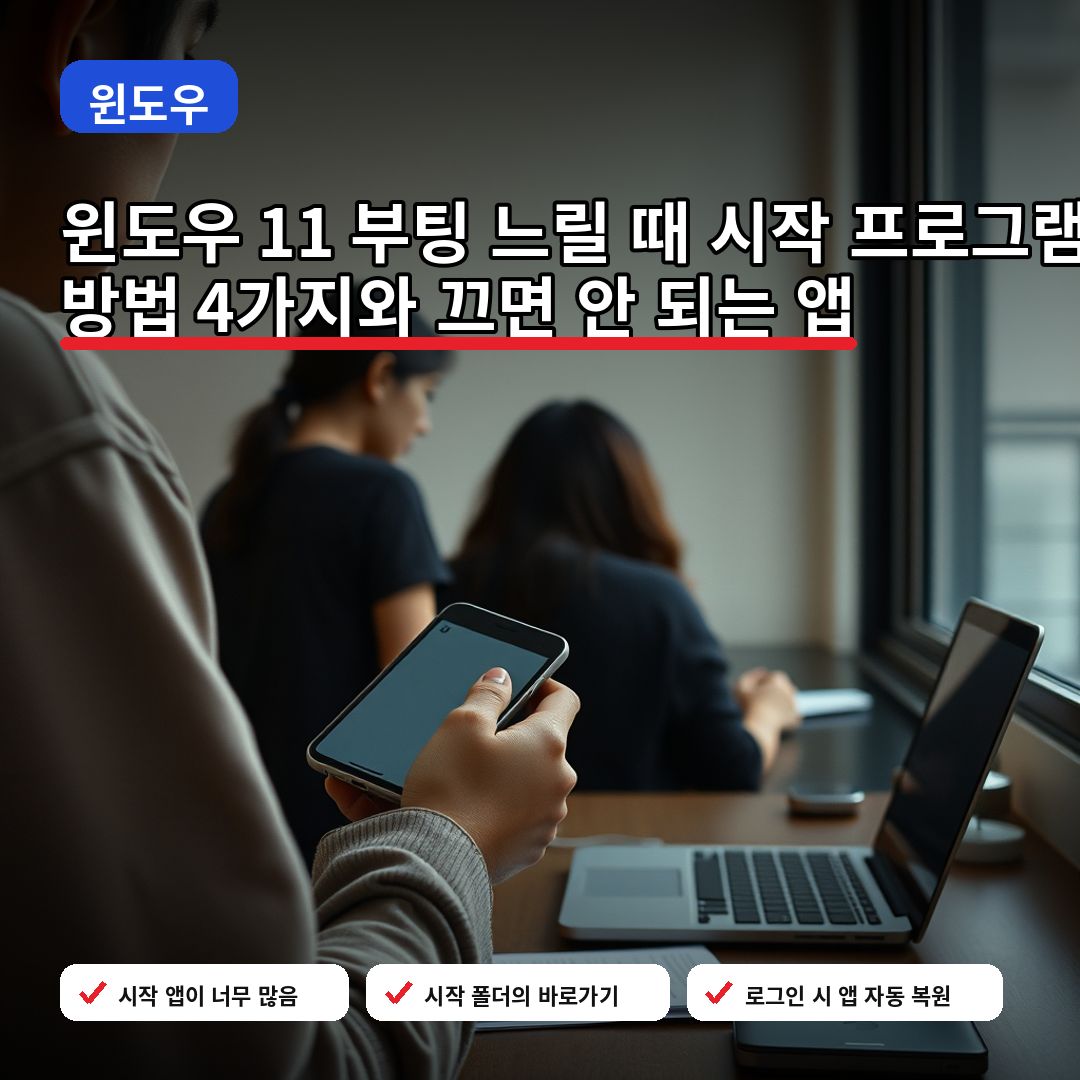 윈도우
윈도우 11 부팅 느릴 때 시작 프로그램
방법 4가지와 끄면 안 되는 앱
시작 앱이 너무 많음
시작 폴더의 바로가기
로그인 시 앱 자동 복원